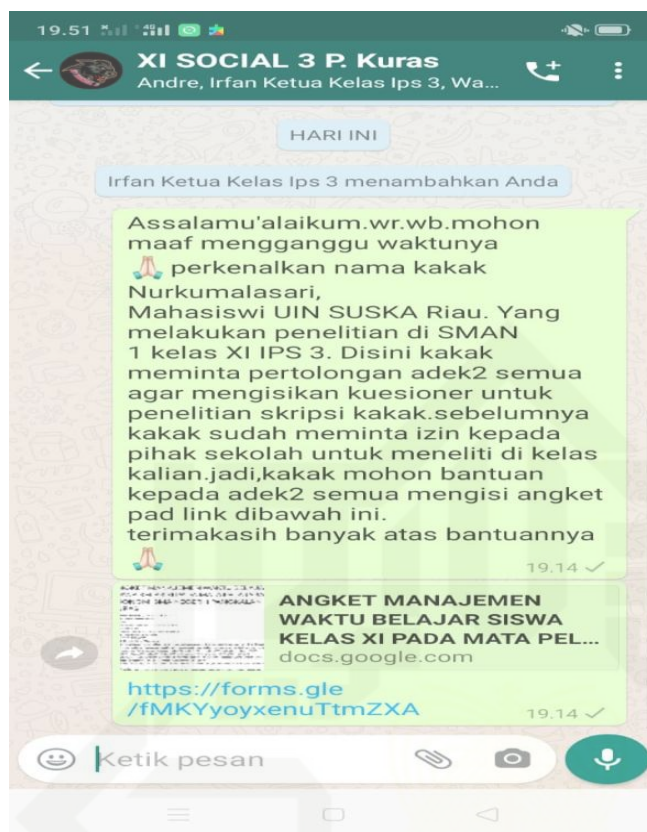 19.51
XI SOCIAL 3 P. Kuras
Andre, Irfan Ketua Kelas Ips 3, Wa...
HARI INI
Irfan Ketua Kelas Ips 3 menambahkan Anda
Assalamu'alaikum.wr.wb.mohon
maaf mengganggu waktunya
🙏 perkenalkan nama kakak
Nurkumalasari,
Mahasiswi UIN SUSKA Riau. Yang
melakukan penelitian di SMAN
1 kelas XI IPS 3. Disini kakak
meminta pertolongan adek2 semua
agar mengisikan kuesioner untuk
penelitian skripsi kakak.sebelumnya
kakak sudah meminta izin kepada
pihak sekolah untuk meneliti di kelas
kalian.jadi,kakak mohon bantuan
kepada adek2 semua mengisi angket
pad link dibawah ini.
terimakasih banyak atas bantuannya
🙏
19.14
ANGKET MANAJEMEN
WAKTU BELAJAR SISWA
KELAS XI PADA MATA PEL...
docs.google.com
https://forms.gle
/fMKYyoyxenuTtmZXA
19.14
Ketik pesan